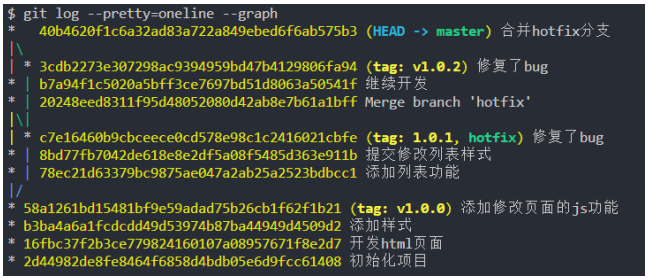 $ git log --pretty=oneline --graph
*   40b4620f1c6a32ad83a722a849ebed6f6ab575b3 (HEAD -> master) 合并hotfix分支
|\
| * 3cdb2273e307298ac9394959bd47b4129806fa94 (tag: v1.0.2) 修复了bug
* | b7a94f1c5020a5bff3ce7697bd51d8063a50541f 继续开发
* | 20248eed8311f95d48052080d42ab8e7b61a1bff Merge branch 'hotfix'
|\|
| * c7e16460b9cbceece0cd578e98c1c2416021cbfe (tag: 1.0.1, hotfix) 修复了bug
* | 8bd77fb7042de618e8e2df5a08f5485d363e911b 提交修改列表样式
* | 78ec21d63379bc9875ae047a2ab25a2523bdbcc1 添加列表功能
|/
* 58a1261bd15481bf9e59adad75b26cb1f62f1b21 (tag: v1.0.0) 添加修改页面的js功能
* b3ba4a6a1fcdcdd49d53974b87ba44949d4509d2 添加样式
* 16fbc37f2b3ce779824160107a08957671f8e2d7 开发html页面
* 2d44982de8fe8464f6858d4bdb05e6d9fcc61408 初始化项目